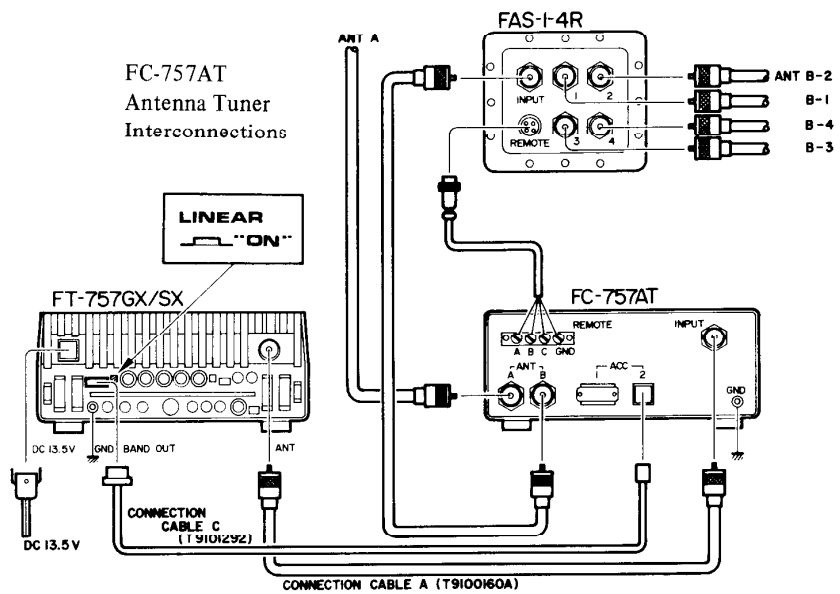 FC-757AT
Antenna Tuner
Interconnections
ANT A
FAS-1-4R
INPUT
1
2
REMOTE
3
4
ANT B-2
B-1
B-4
B-3
LINEAR
"ON"
FT-757GX/SX
DC 13.5V
GND
BAND OUT
ANT
DC 13.5V
CONNECTION
CABLE C
(T9101292)
CONNECTION CABLE A (T9100160A)
FC-757AT
REMOTE
A B C GND
INPUT
ANT
A
B
ACC
2
GND